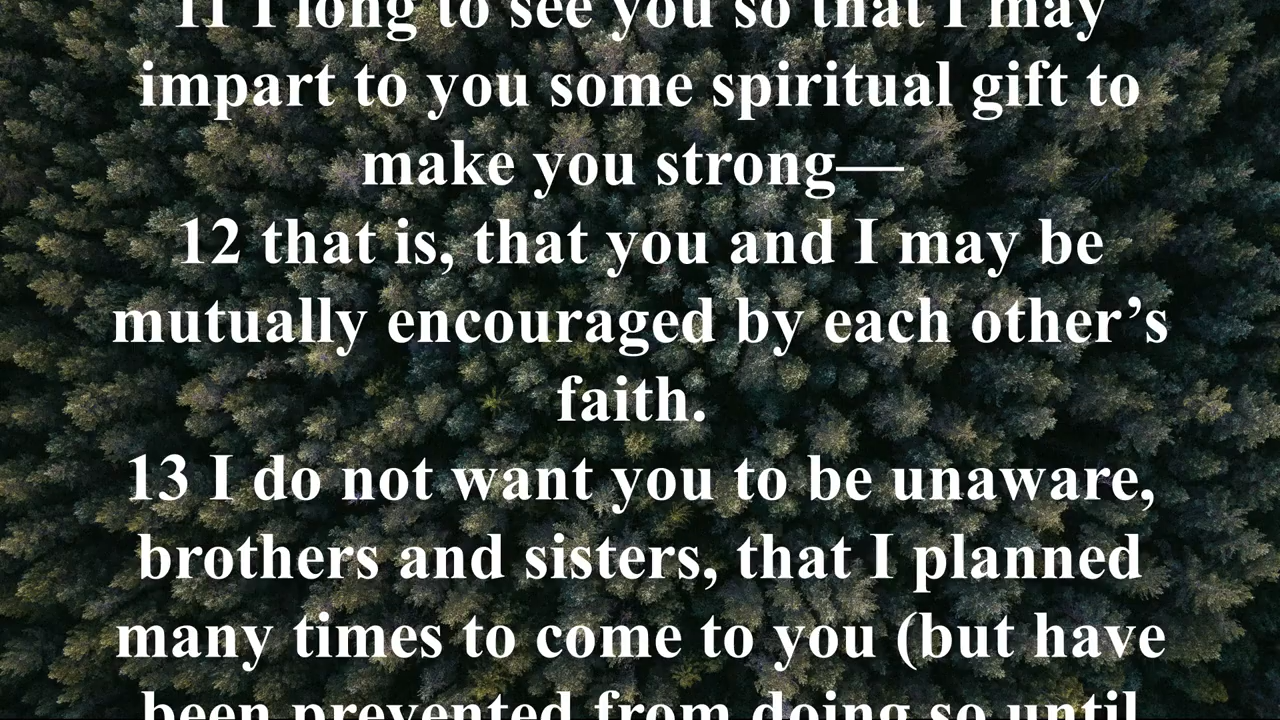 11 I long to see you so that I may
impart to you some spiritual gift to
make you strong—
12 that is, that you and I may be
mutually encouraged by each other’s
faith.
13 I do not want you to be unaware,
brothers and sisters, that I planned
many times to come to you (but have
been prevented from doing so until